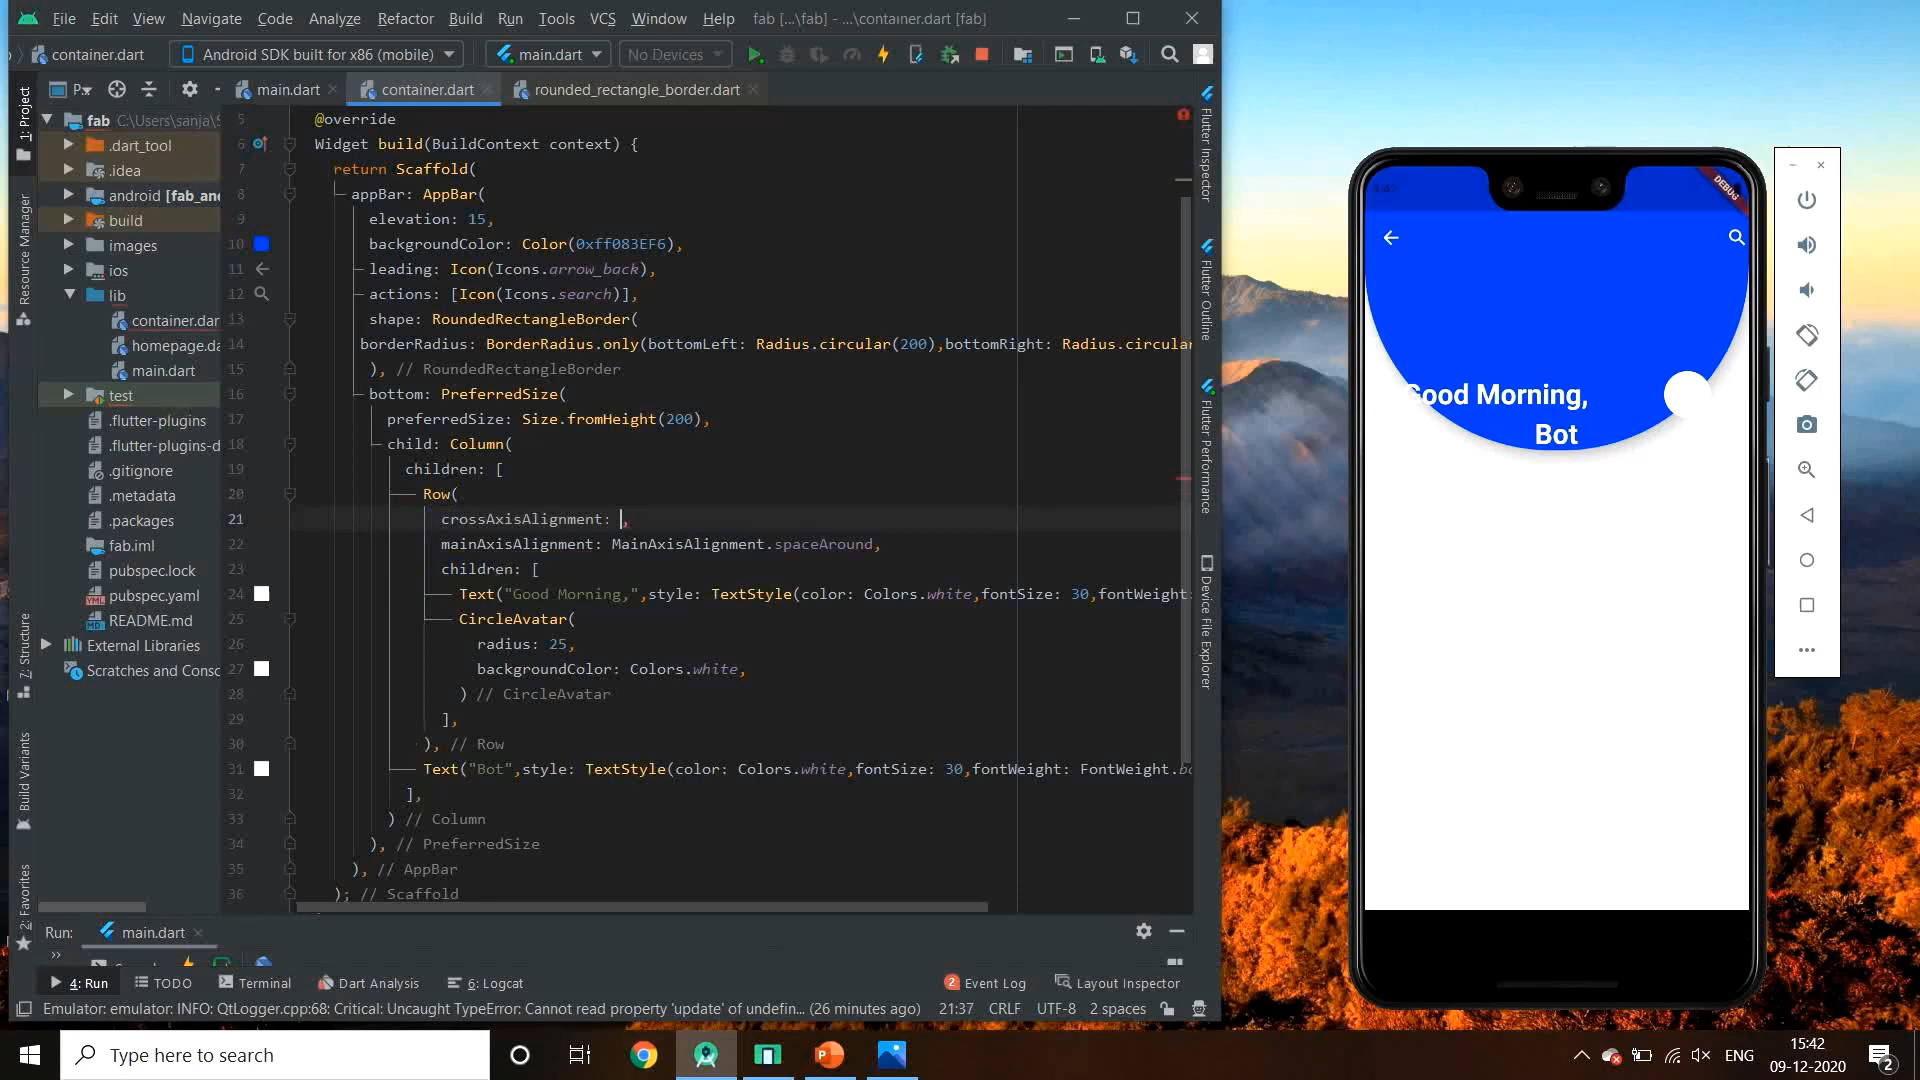 File Edit View Navigate Code Analyze Refactor Build Run Tools VCS Window Help fab [...\fab] - ...\container.dart [fab]
container.dart Android SDK built for x86 (mobile) main.dart No Devices
P... main.dart container.dart rounded_rectangle_border.dart
1: Project
Resource Manager
7: Structure
Build Variants
2: Favorites
fab C:\Users\sanja\S
.dart_tool
.idea
android [fab_and
build
images
ios
lib
container.dar
homepage.da
main.dart
test
.flutter-plugins
.flutter-plugins-d
.gitignore
.metadata
.packages
fab.iml
pubspec.lock
pubspec.yaml
README.md
External Libraries
Scratches and Consc
5 @override
6 Widget build(BuildContext context) {
7 return Scaffold(
8 appBar: AppBar(
9 elevation: 15,
10 backgroundColor: Color(0xff083EF6),
11 leading: Icon(Icons.arrow_back),
12 actions: [Icon(Icons.search)],
13 shape: RoundedRectangleBorder(
14 borderRadius: BorderRadius.only(bottomLeft: Radius.circular(200),bottomRight: Radius.circular
15 ), // RoundedRectangleBorder
16 bottom: PreferredSize(
17 preferredSize: Size.fromHeight(200),
18 child: Column(
19 children: [
20 Row(
21 crossAxisAlignment: ,
22 mainAxisAlignment: MainAxisAlignment.spaceAround,
23 children: [
24 Text("Good Morning,",style: TextStyle(color: Colors.white,fontSize: 30,fontWeight:
25 CircleAvatar(
26 radius: 25,
27 backgroundColor: Colors.white,
28 ) // CircleAvatar
29 ],
30 ), // Row
31 Text("Bot",style: TextStyle(color: Colors.white,fontSize: 30,fontWeight: FontWeight.bo
32 ],
33 ) // Column
34 ), // PreferredSize
35 ), // AppBar
36 ); // Scaffold
Flutter Inspector
Flutter Outline
Flutter Performance
Device File Explorer
Run: main.dart
4: Run TODO Terminal Dart Analysis 6: Logcat 2 Event Log Layout Inspector
Emulator: emulator: INFO: QtLogger.cpp:68: Critical: Uncaught TypeError: Cannot read property 'update' of undefin... (26 minutes ago) 21:37 CRLF UTF-8 2 spaces
DEBUG
Good Morning,
Bot
Type here to search
ENG
15:42
09-12-2020
2